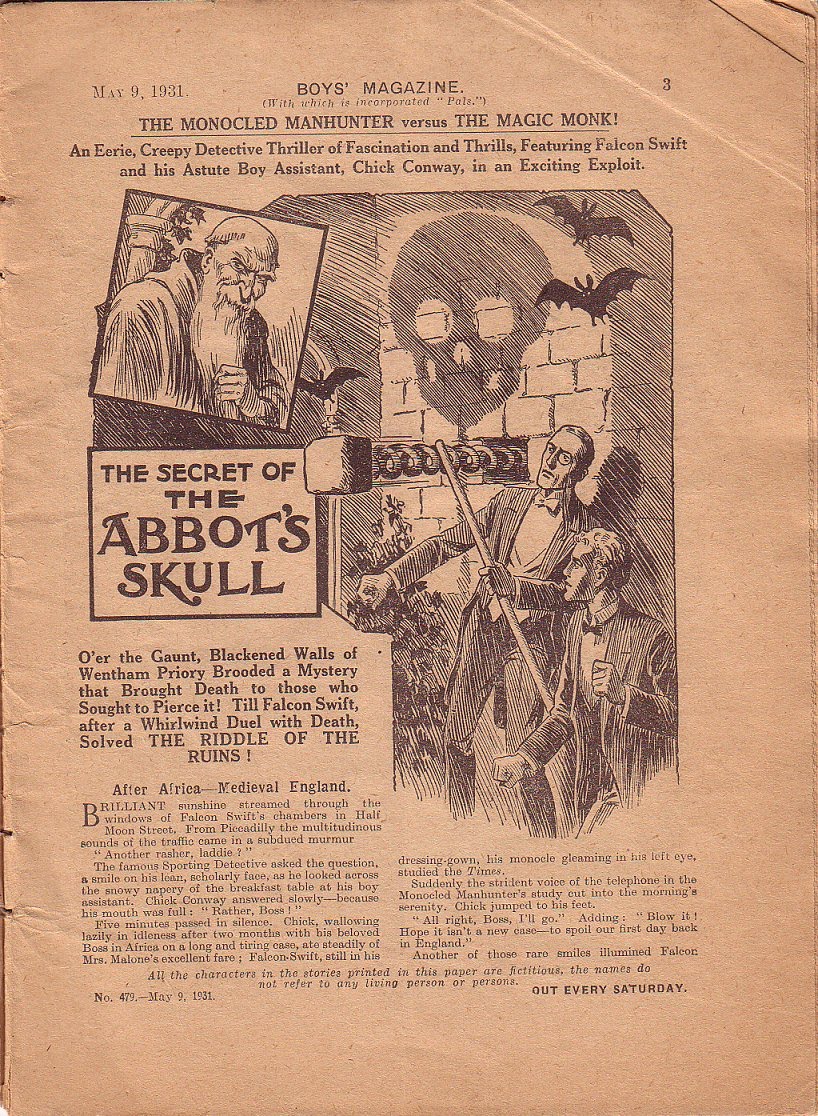 MAY 9, 1931.
BOYS' MAGAZINE.
3
(With which is incorporated "Pals.")
THE MONOCLED MANHUNTER versus THE MAGIC MONK!
An Eerie, Creepy Detective Thriller of Fascination and Thrills, Featuring Falcon Swift
and his Astute Boy Assistant, Chick Conway, in an Exciting Exploit.
THE SECRET OF
THE
ABBOT'S
SKULL
O'er the Gaunt, Blackened Walls of
Wentham Priory Brooded a Mystery
that Brought Death to those who
Sought to Pierce it! Till Falcon Swift,
after a Whirlwind Duel with Death,
Solved THE RIDDLE OF THE
RUINS!
After Africa—Medieval England.
BRILLIANT sunshine streamed through the
windows of Falcon Swift's chambers in Half
Moon Street. From Piccadilly the multitudinous
sounds of the traffic came in a subdued murmur
"Another rasher, laddie?"
The famous Sporting Detective asked the question,
a smile on his lean, scholarly face, as he looked across
the snowy napery of the breakfast table at his boy
assistant. Chick Conway answered slowly—because
his mouth was full: "Rather, Boss!"
Five minutes passed in silence. Chick, wallowing
lazily in idleness after two months with his beloved
Boss in Africa on a long and tiring case, ate steadily of
Mrs. Malone's excellent fare; Falcon Swift, still in his
dressing-gown, his monocle gleaming in his left eye,
studied the Times.
Suddenly the strident voice of the telephone in the
Monocled Manhunter's study cut into the morning's
serenity. Chick jumped to his feet.
"All right, Boss, I'll go." Adding: "Blow it!
Hope it isn't a new case—to spoil our first day back
in England."
Another of those rare smiles illumined Falcon
All the characters in the stories printed in this paper are fictitious, the names do
not refer to any living person or persons.
No. 479.—May 9, 1931.
OUT EVERY SATURDAY.